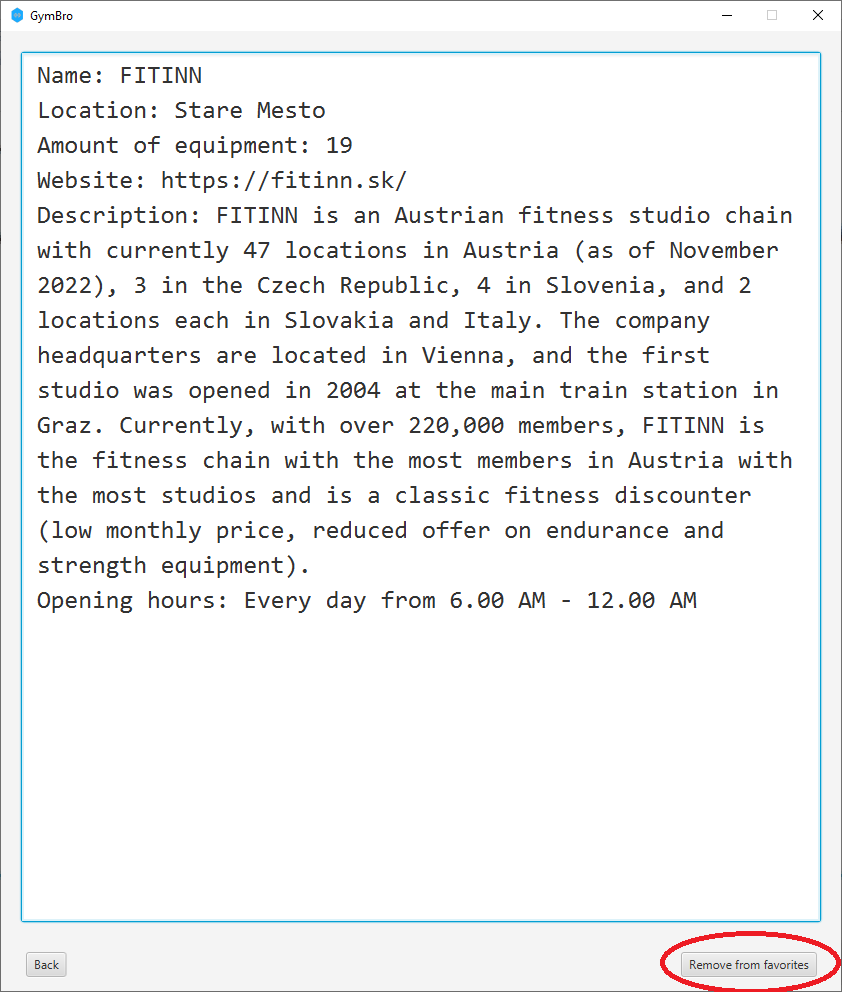 GymBro
Name: FITINN
Location: Stare Mesto
Amount of equipment: 19
Website: https://fitinn.sk/
Description: FITINN is an Austrian fitness studio chain
with currently 47 locations in Austria (as of November
2022), 3 in the Czech Republic, 4 in Slovenia, and 2
locations each in Slovakia and Italy. The company
headquarters are located in Vienna, and the first
studio was opened in 2004 at the main train station in
Graz. Currently, with over 220,000 members, FITINN is
the fitness chain with the most members in Austria with
the most studios and is a classic fitness discounter
(low monthly price, reduced offer on endurance and
strength equipment).
Opening hours: Every day from 6.00 AM - 12.00 AM
Back
Remove from favorites